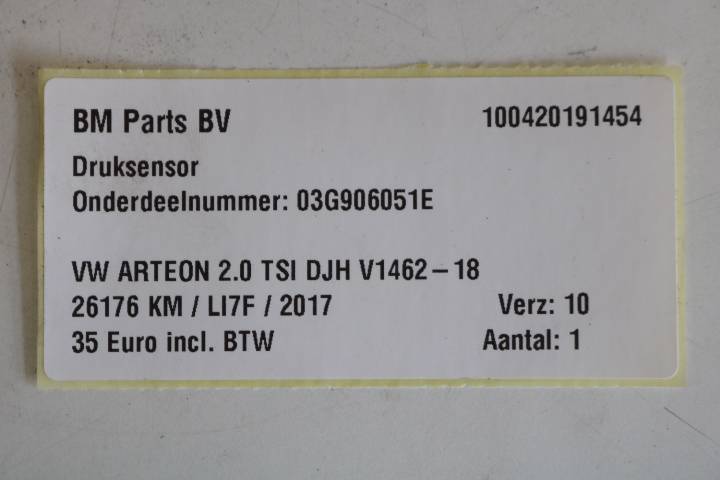 BM Parts BV 100420191454
Druksensor
Onderdeelnummer: 03G906051E
VW ARTEON 2.0 TSI DJH V1462-18
26176 KM / LI7F / 2017 Verz: 10
35 Euro incl. BTW Aantal: 1